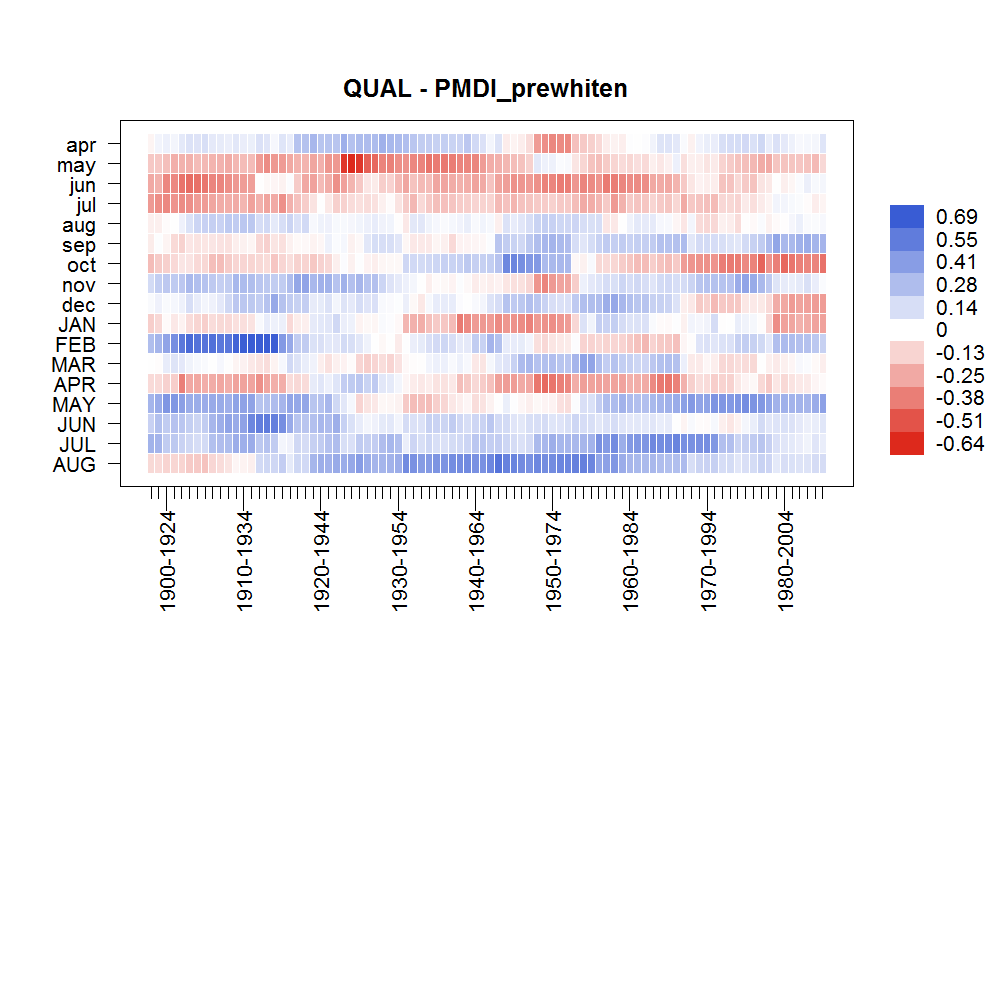 QUAL - PMDI_prewhiten
apr
may
jun
jul
aug
sep
oct
nov
dec
JAN
FEB
MAR
APR
MAY
JUN
JUL
AUG
0.69
0.55
0.41
0.28
0.14
0
-0.13
-0.25
-0.38
-0.51
-0.64
1900-1924
1910-1934
1920-1944
1930-1954
1940-1964
1950-1974
1960-1984
1970-1994
1980-2004